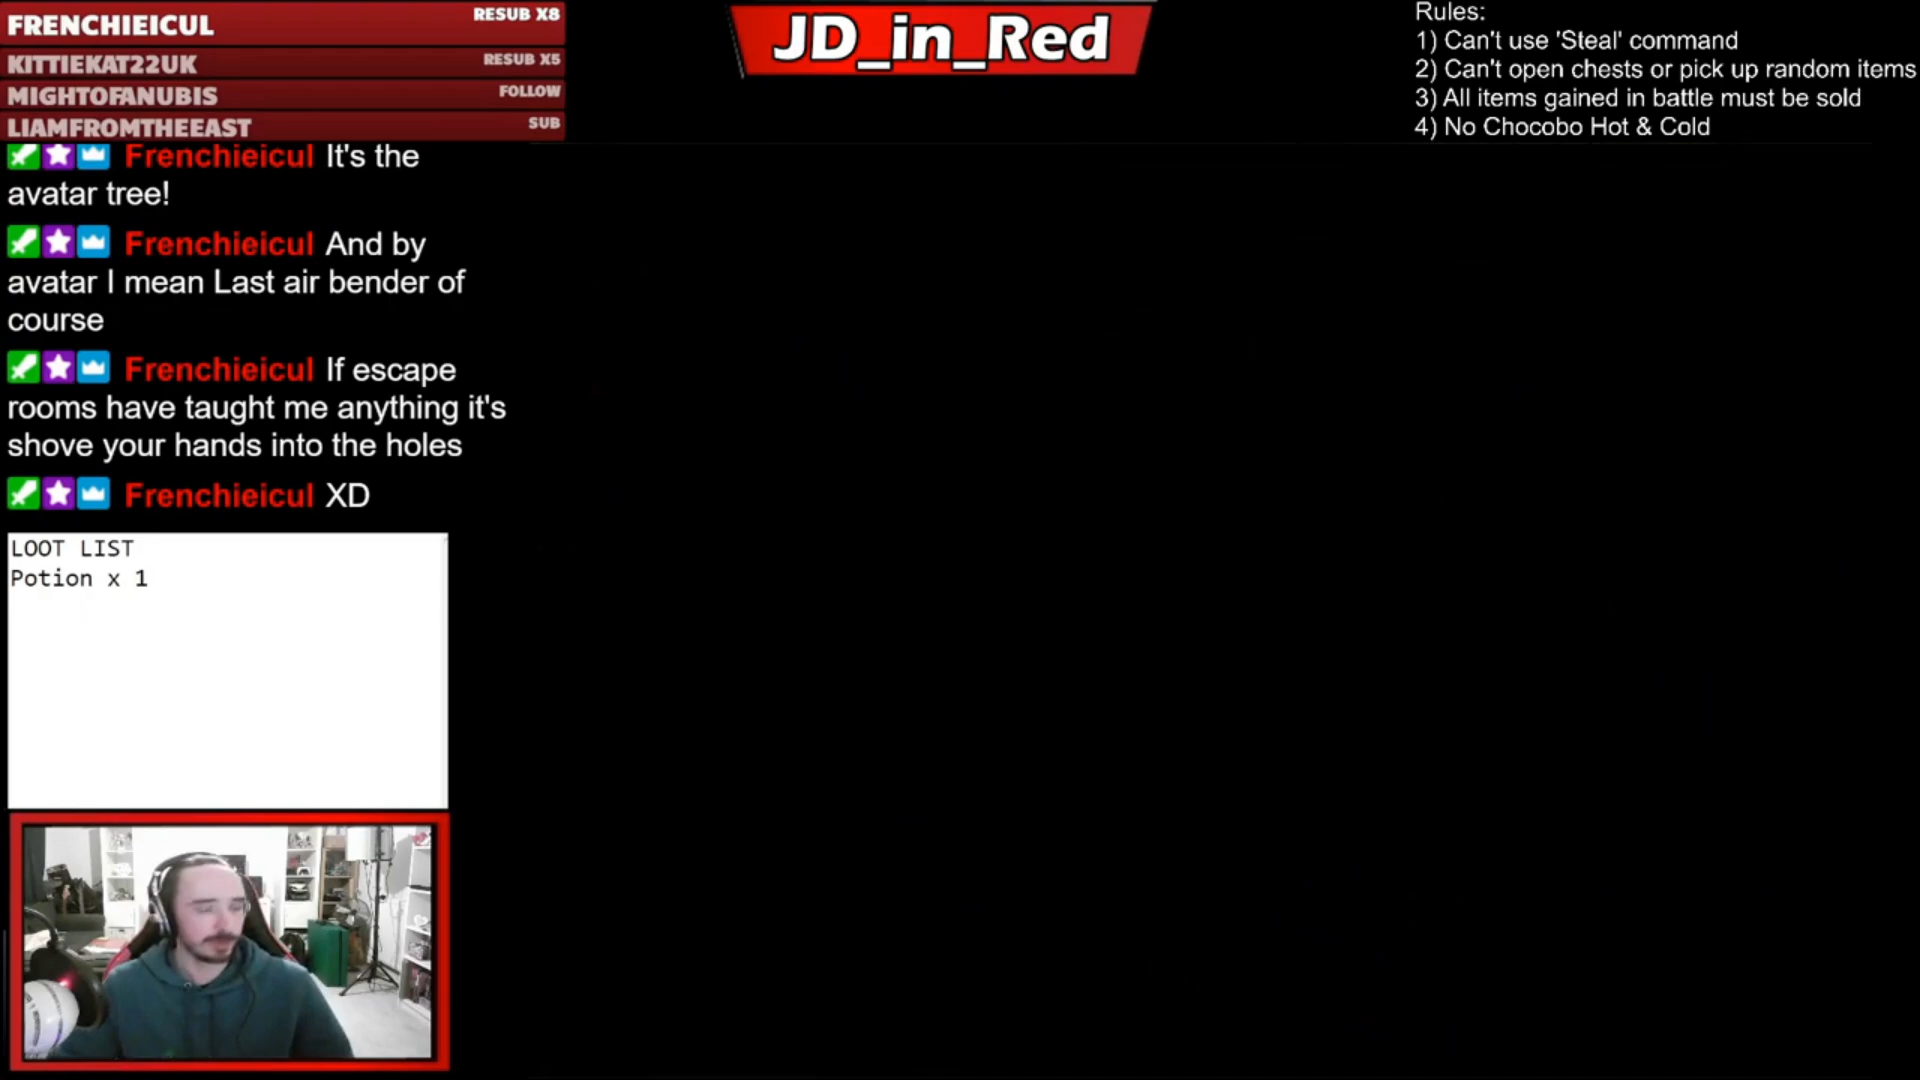 FRENCHIEICUL RESUB X8
KITTIEKAT22UK RESUB X5
MIGHTOFANUBIS FOLLOW
LIAMFROMTHEEAST SUB
Frenchieicul It's the
avatar tree!
Frenchieicul And by
avatar I mean Last air bender of
course
Frenchieicul If escape
rooms have taught me anything it's
shove your hands into the holes
Frenchieicul XD
LOOT LIST
Potion x 1
JD_in_Red
Rules:
1) Can't use 'Steal' command
2) Can't open chests or pick up random items
3) All items gained in battle must be sold
4) No Chocobo Hot & Cold